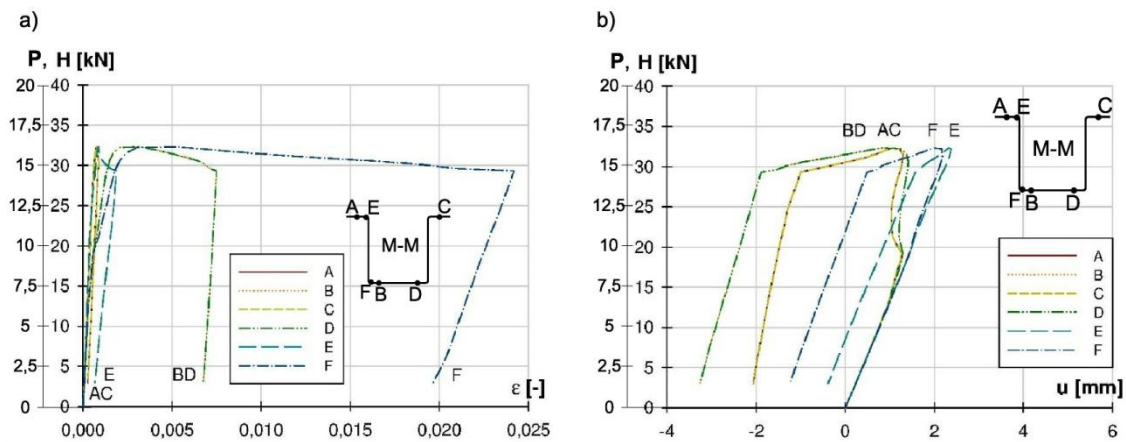 a)
P, H [kN]
20 40
17,5 35
15 30
12,5 25
10 20
7,5 15
5 10
2,5 5
0
0,000 0,005 0,010 0,015 0,020 0,025
ε [-]
A E C
M-M
F B D
A
B
C
D
E
F
E
AC
BD
F
b)
P, H [kN]
20 40
17,5 35
15 30
12,5 25
10 20
7,5 15
5 10
2,5 5
0
-4 -2 0 2 4 6
u [mm]
BD AC F E
A E C
M-M
F B D
A
B
C
D
E
F